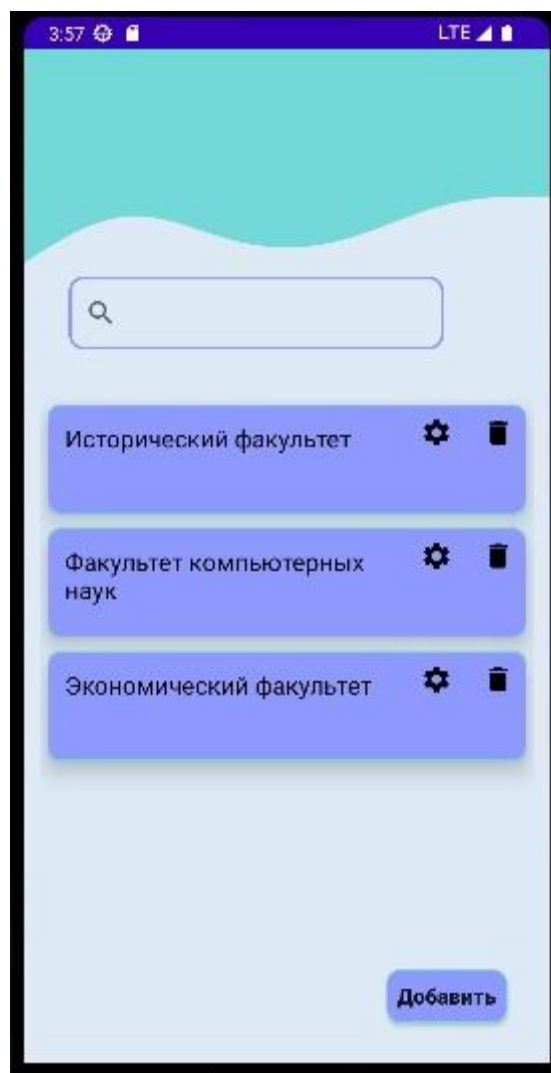 3:57 LTE
Исторический факультет
Факультет компьютерных
наук
Экономический факультет
Добавить